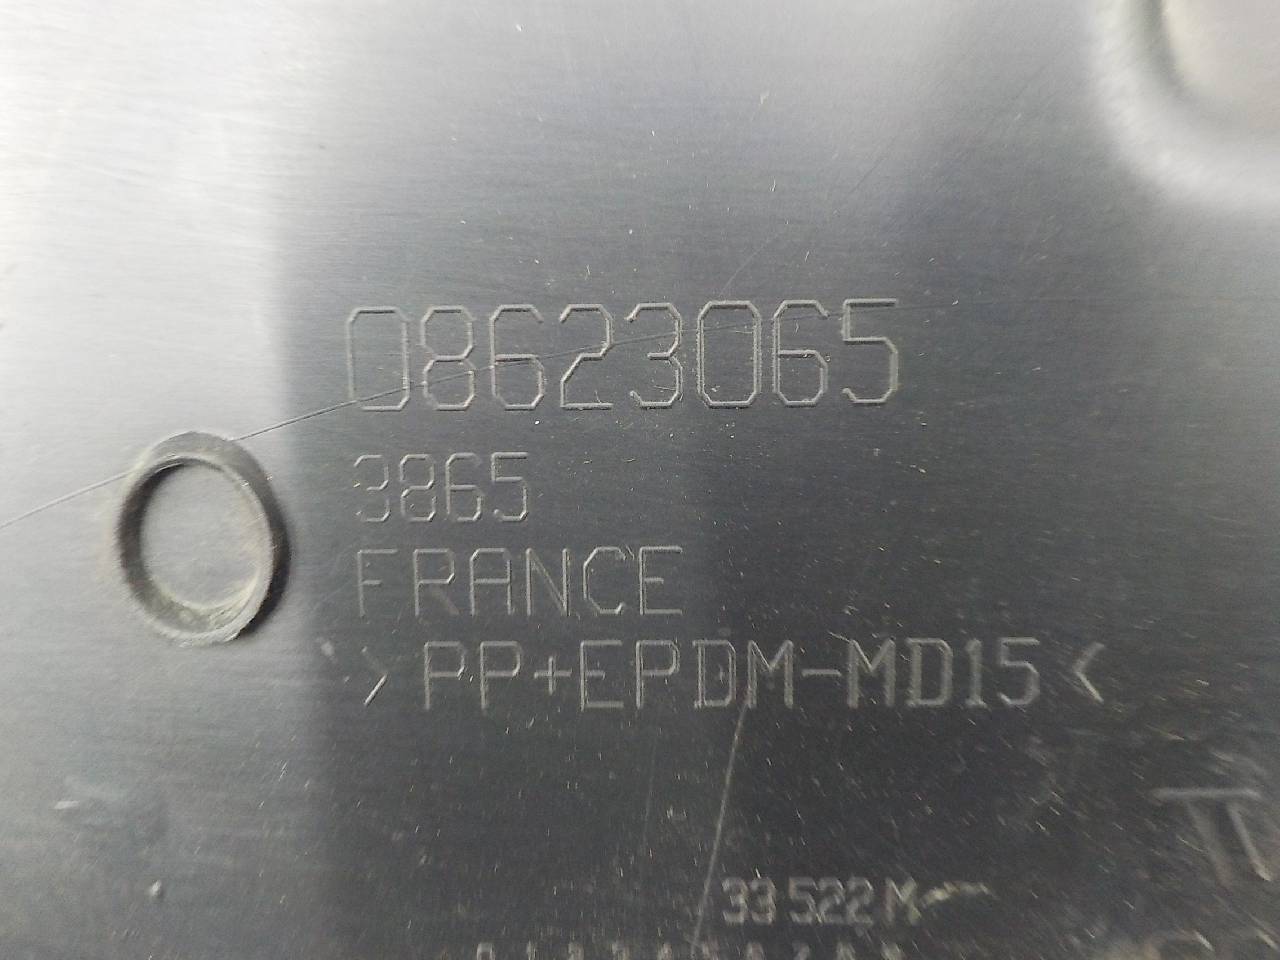 08623065
3865
FRANCE
>PP+EPDM-MD15<
33 522 M